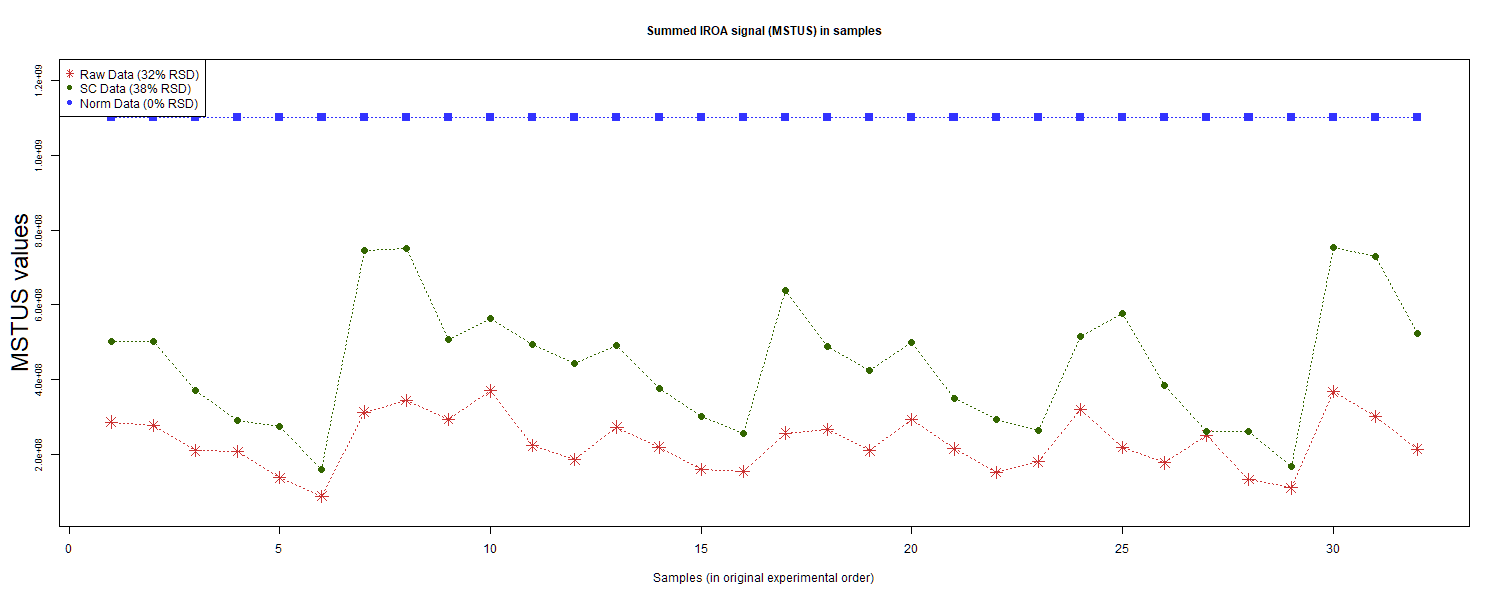 Summed IROA signal (MSTUS) in samples
Raw Data (32% RSD)
SC Data (38% RSD)
Norm Data (0% RSD)
MSTUS values
1.2e+09
1.0e+09
8.0e+08
6.0e+08
4.0e+08
2.0e+08
0 5 10 15 20 25 30
Samples (in original experimental order)